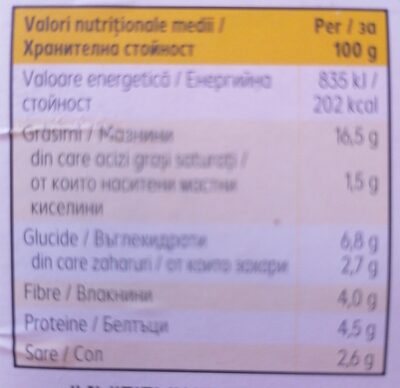 Valori nutriționale medii / Per / за
Хранителна стойност 100 g
Valoare energetică / Енергийна 835 kJ /
стойност 202 kcal
Grăsimi / Мазнини 16,5 g
din care acizi grași saturați /
от които наситени мастни 1,5 g
киселини
Glucide / Въглехидрати 6,8 g
din care zaharuri / от които захари 2,7 g
Fibre / Влакнини 4,0 g
Proteine / Белтъци 4,5 g
Sare / Сол 2,6 g